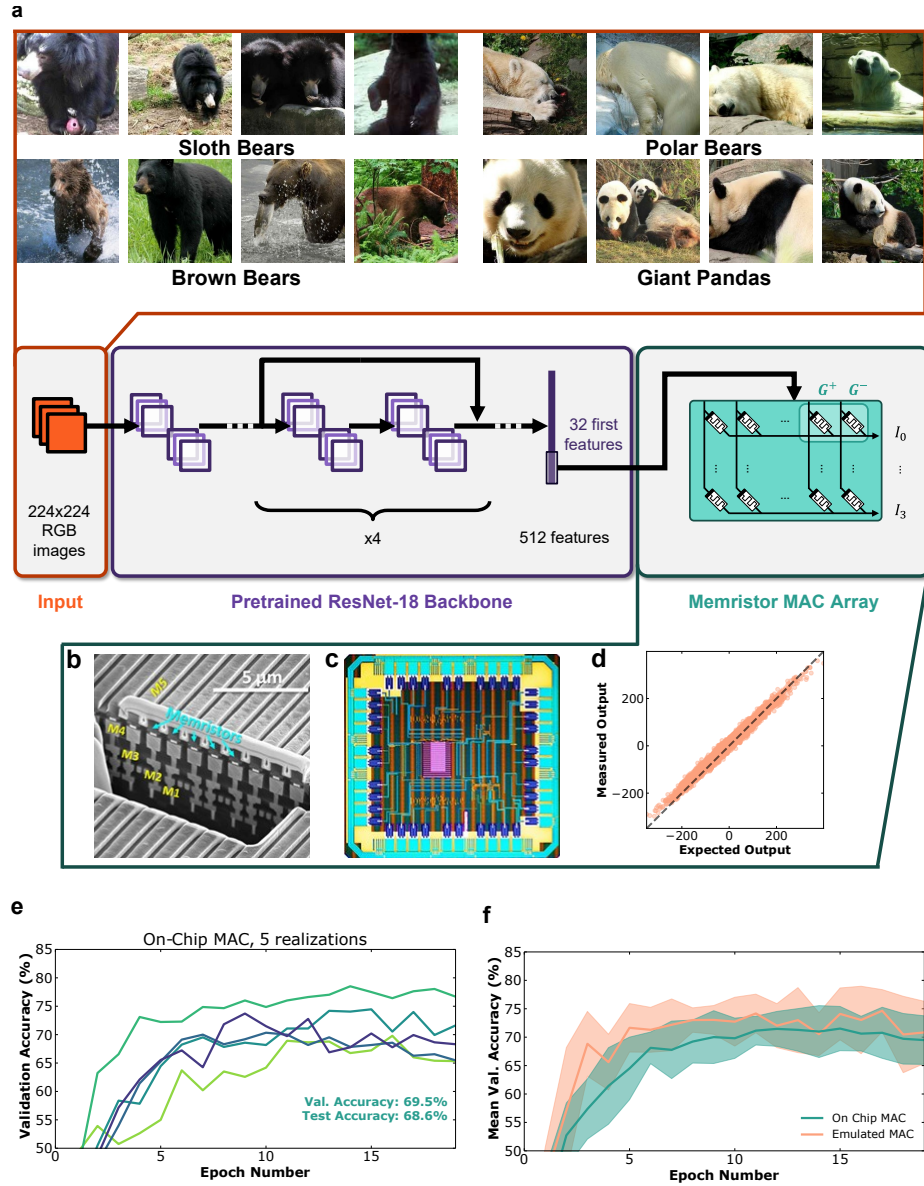 a
Sloth Bears
Polar Bears
Brown Bears
Giant Pandas
G⁺ G⁻
32 first
features
...
I₀
⋮ ⋮ ⋮ ⋮ ⋮
...
I₃
224x224
RGB
images
x4
512 features
Input
Pretrained ResNet-18 Backbone
Memristor MAC Array
b
M5
5 μm
Memristors
M4
M3
M2
M1
c
d
Measured Output
200
0
−200
−200 0 200
Expected Output
e
On-Chip MAC, 5 realizations
Validation Accuracy (%)
85
80
75
70
65
60
55
50
Val. Accuracy: 69.5%
Test Accuracy: 68.6%
0 5 10 15
Epoch Number
f
Mean Val. Accuracy (%)
85
80
75
70
65
60
55
50
On Chip MAC
Emulated MAC
0 5 10 15
Epoch Number